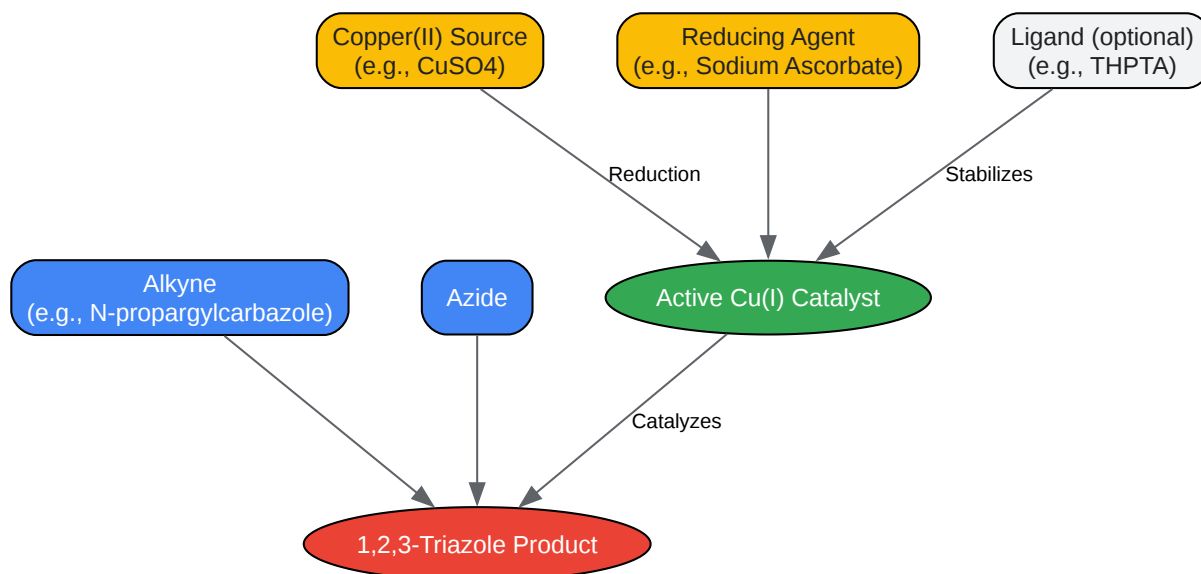 Copper(II) Source
(e.g., CuSO4)
Reducing Agent
(e.g., Sodium Ascorbate)
Ligand (optional)
(e.g., THPTA)
Reduction
Stabilizes
Alkyne
(e.g., N-propargylcarbazole)
Azide
Active Cu(I) Catalyst
Catalyzes
1,2,3-Triazole Product